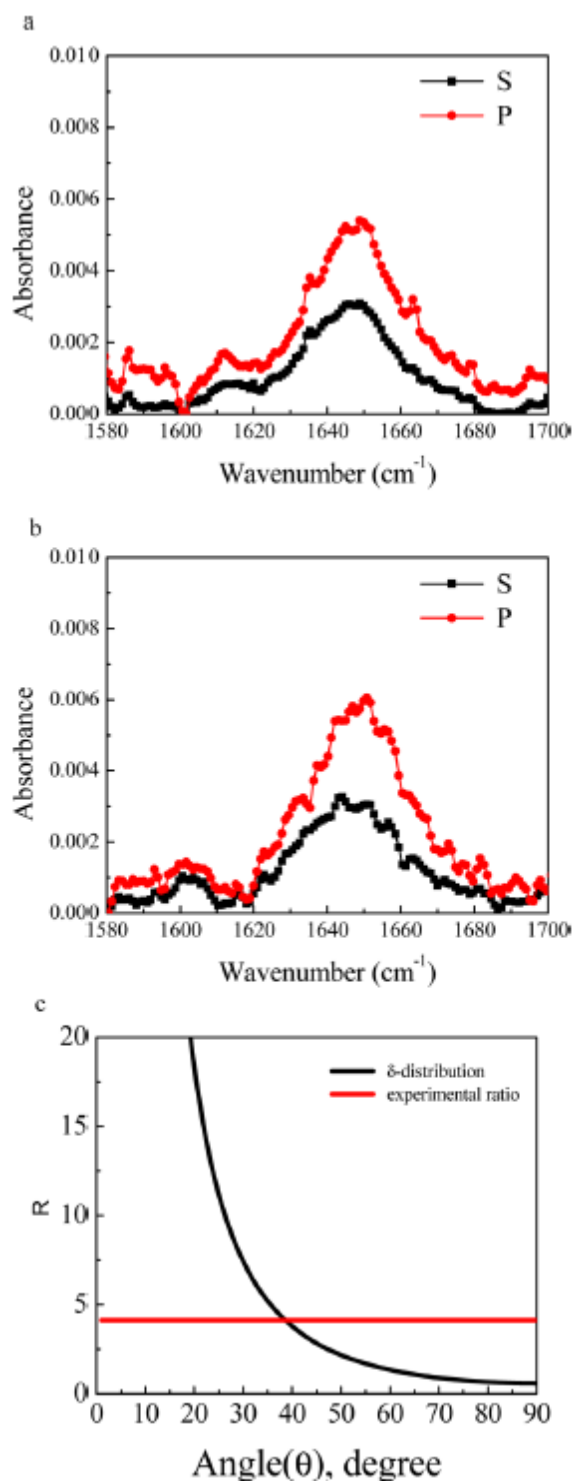 a
0.010
0.008
0.006
0.004
0.002
0.000
Absorbance
S
P
1580 1600 1620 1640 1660 1680 1700
Wavenumber (cm⁻¹)
b
0.010
0.008
0.006
0.004
0.002
0.000
Absorbance
S
P
1580 1600 1620 1640 1660 1680 1700
Wavenumber (cm⁻¹)
c
20
15
10
5
0
R
δ-distribution
experimental ratio
0 10 20 30 40 50 60 70 80 90
Angle(θ), degree